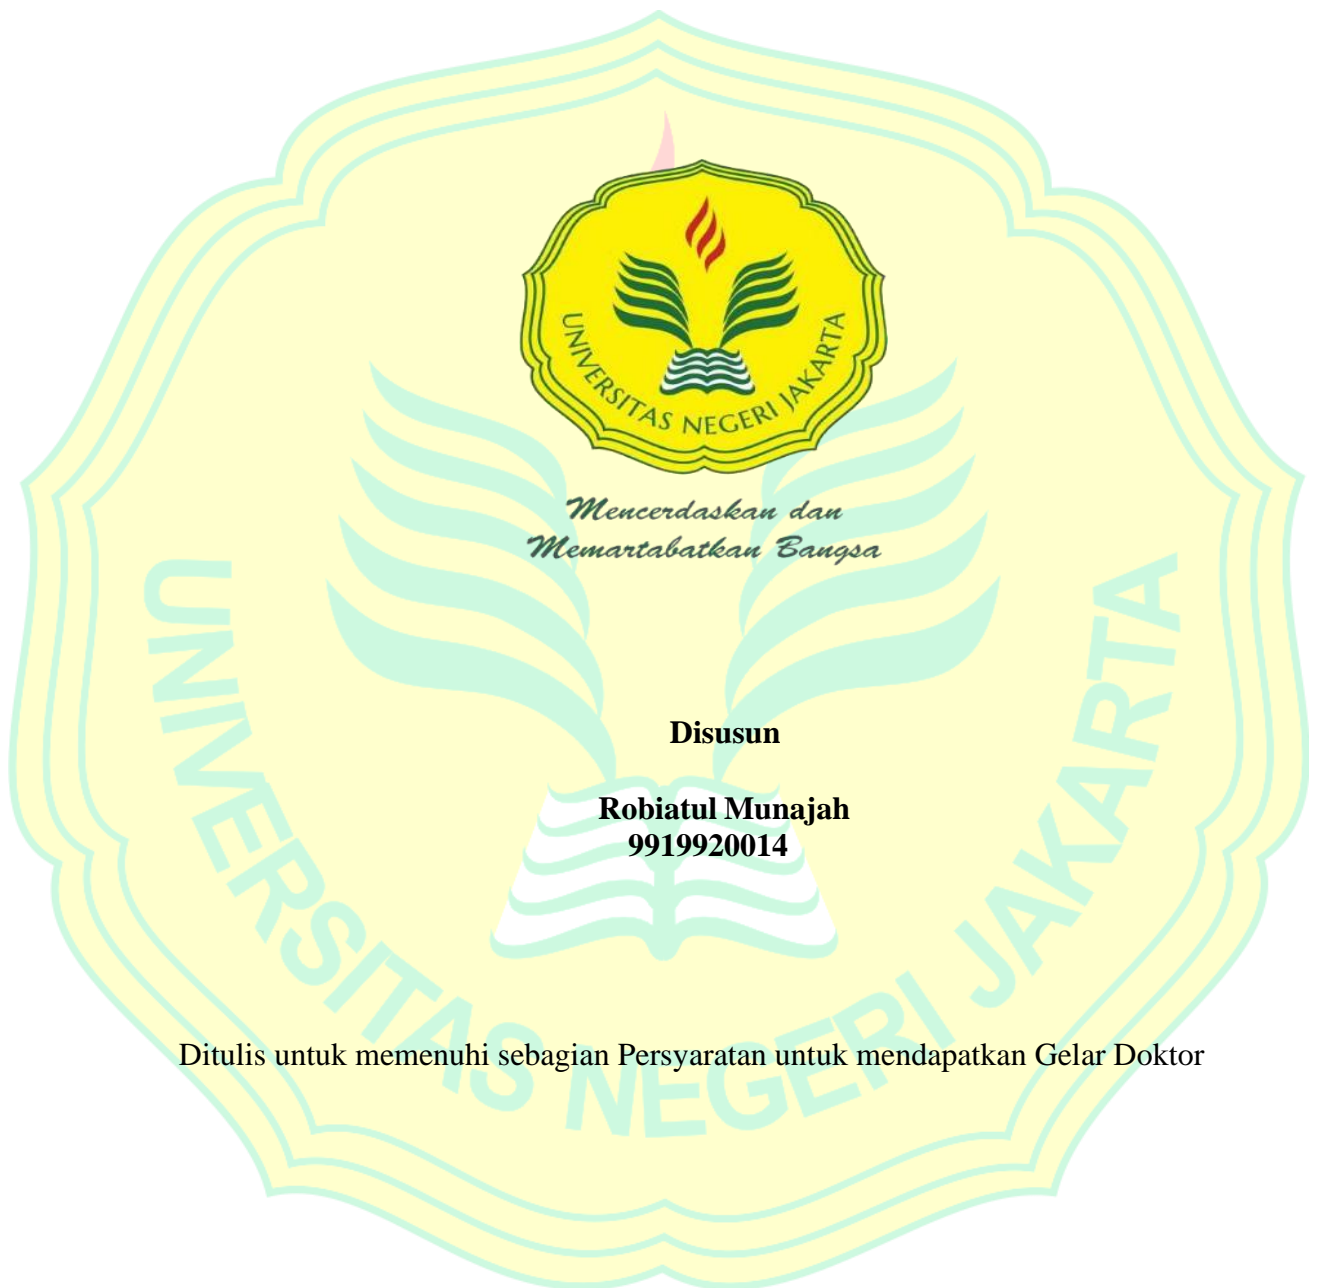 UNIVERSITAS NEGERI JAKARTA
Mencerdaskan dan
Memartabatkan Bangsa
Disusun
Robiatul Munajah
9919920014
Ditulis untuk memenuhi sebagian Persyaratan untuk mendapatkan Gelar Doktor
UNIVERSITAS NEGERI JAKARTA